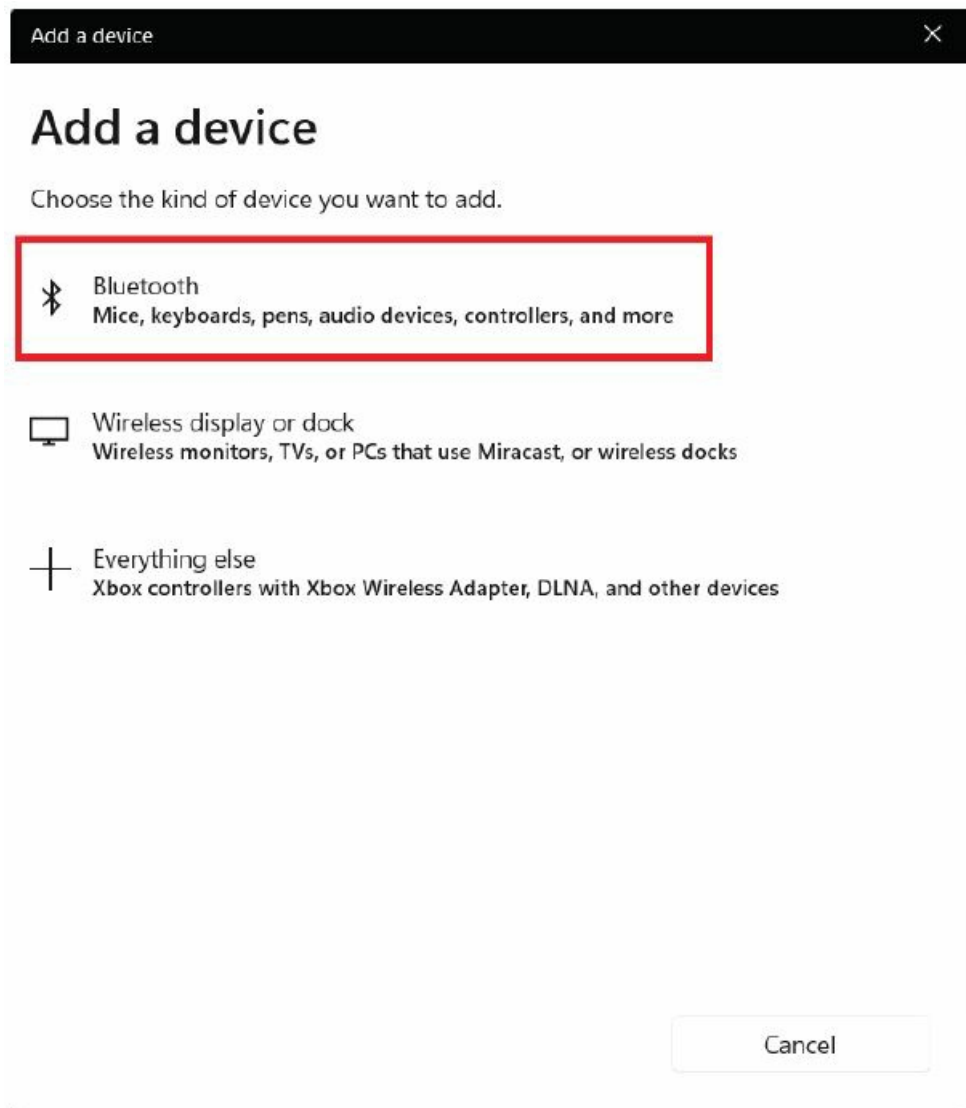 Add a device
Add a device
Choose the kind of device you want to add.
Bluetooth
Mice, keyboards, pens, audio devices, controllers, and more
Wireless display or dock
Wireless monitors, TVs, or PCs that use Miracast, or wireless docks
Everything else
Xbox controllers with Xbox Wireless Adapter, DLNA, and other devices
Cancel